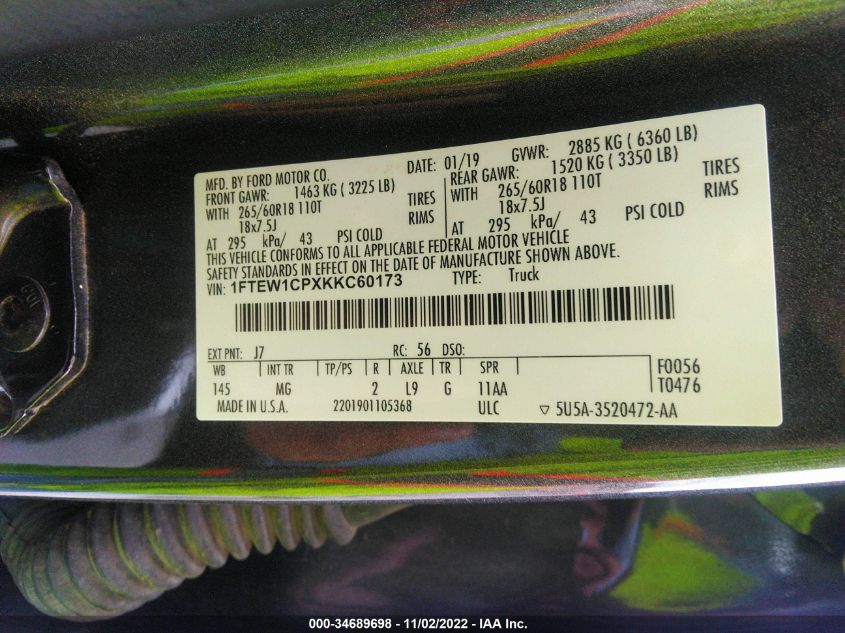 MFD. BY FORD MOTOR CO. DATE: 01/19 GVWR: 2885 KG ( 6360 LB)
FRONT GAWR: 1463 KG ( 3225 LB) REAR GAWR: 1520 KG ( 3350 LB)
WITH 265/60R18 110T TIRES WITH 265/60R18 110T TIRES
18x7.5J RIMS 18x7.5J RIMS
AT 295 kPa/ 43 PSI COLD AT 295 kPa/ 43 PSI COLD
THIS VEHICLE CONFORMS TO ALL APPLICABLE FEDERAL MOTOR VEHICLE
SAFETY STANDARDS IN EFFECT ON THE DATE OF MANUFACTURE SHOWN ABOVE.
VIN: 1FTEW1CPXKKC60173 TYPE: Truck
EXT PNT: J7 RC: 56 DSO:
WB INT TR TP/PS R AXLE TR SPR F0056
145 MG 2 L9 G 11AA T0476
MADE IN U.S.A. 2201901105368 ULC ▽ 5U5A-3520472-AA
000-34689698 - 11/02/2022 - IAA Inc.